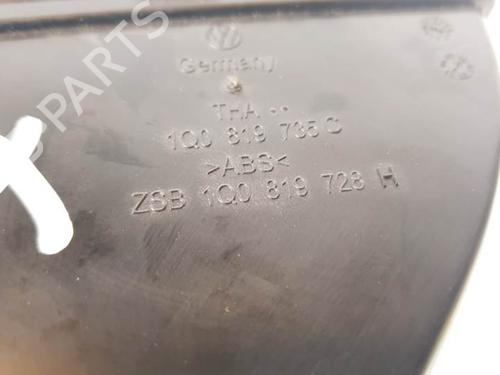 Germany
THA --
1Q0 819 735 C
>ABS<
ZSB 1Q0 819 728 H
B-PARTS